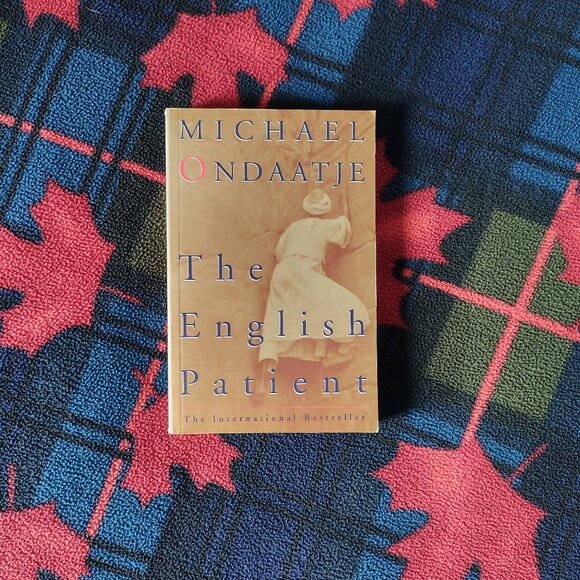 MICHAEL
ONDAATJE
The
English
Patient
The International Bestseller